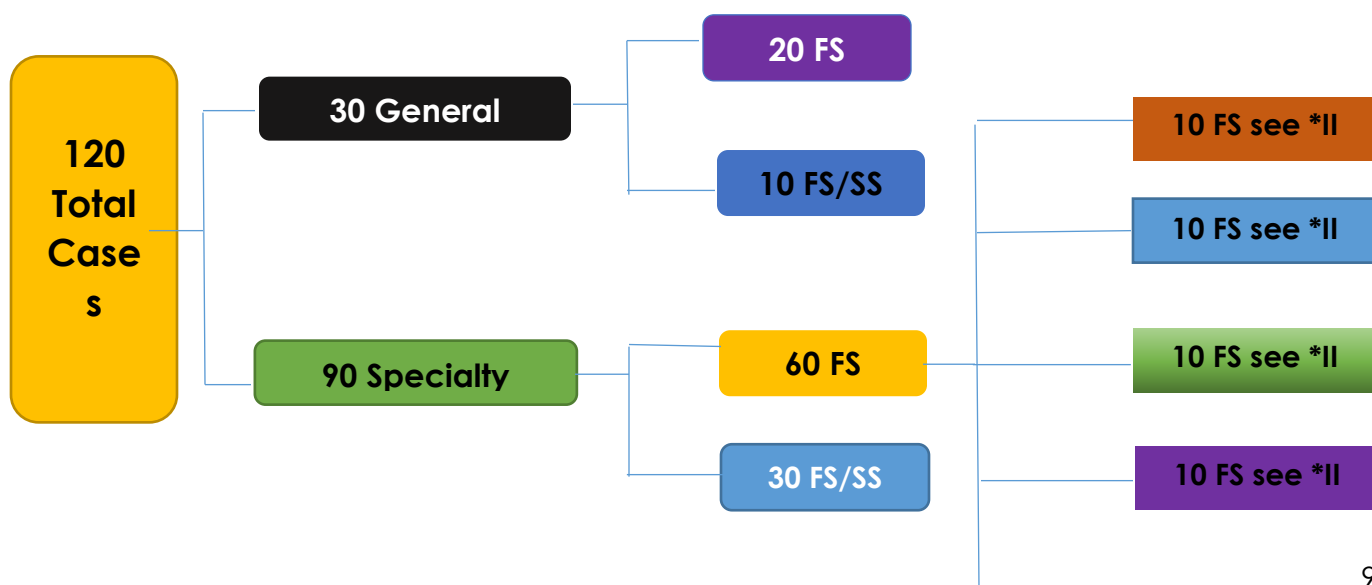 120
Total
Case
s
30 General
20 FS
10 FS/SS
90 Specialty
60 FS
30 FS/SS
10 FS see *II
10 FS see *II
10 FS see *II
10 FS see *II
9